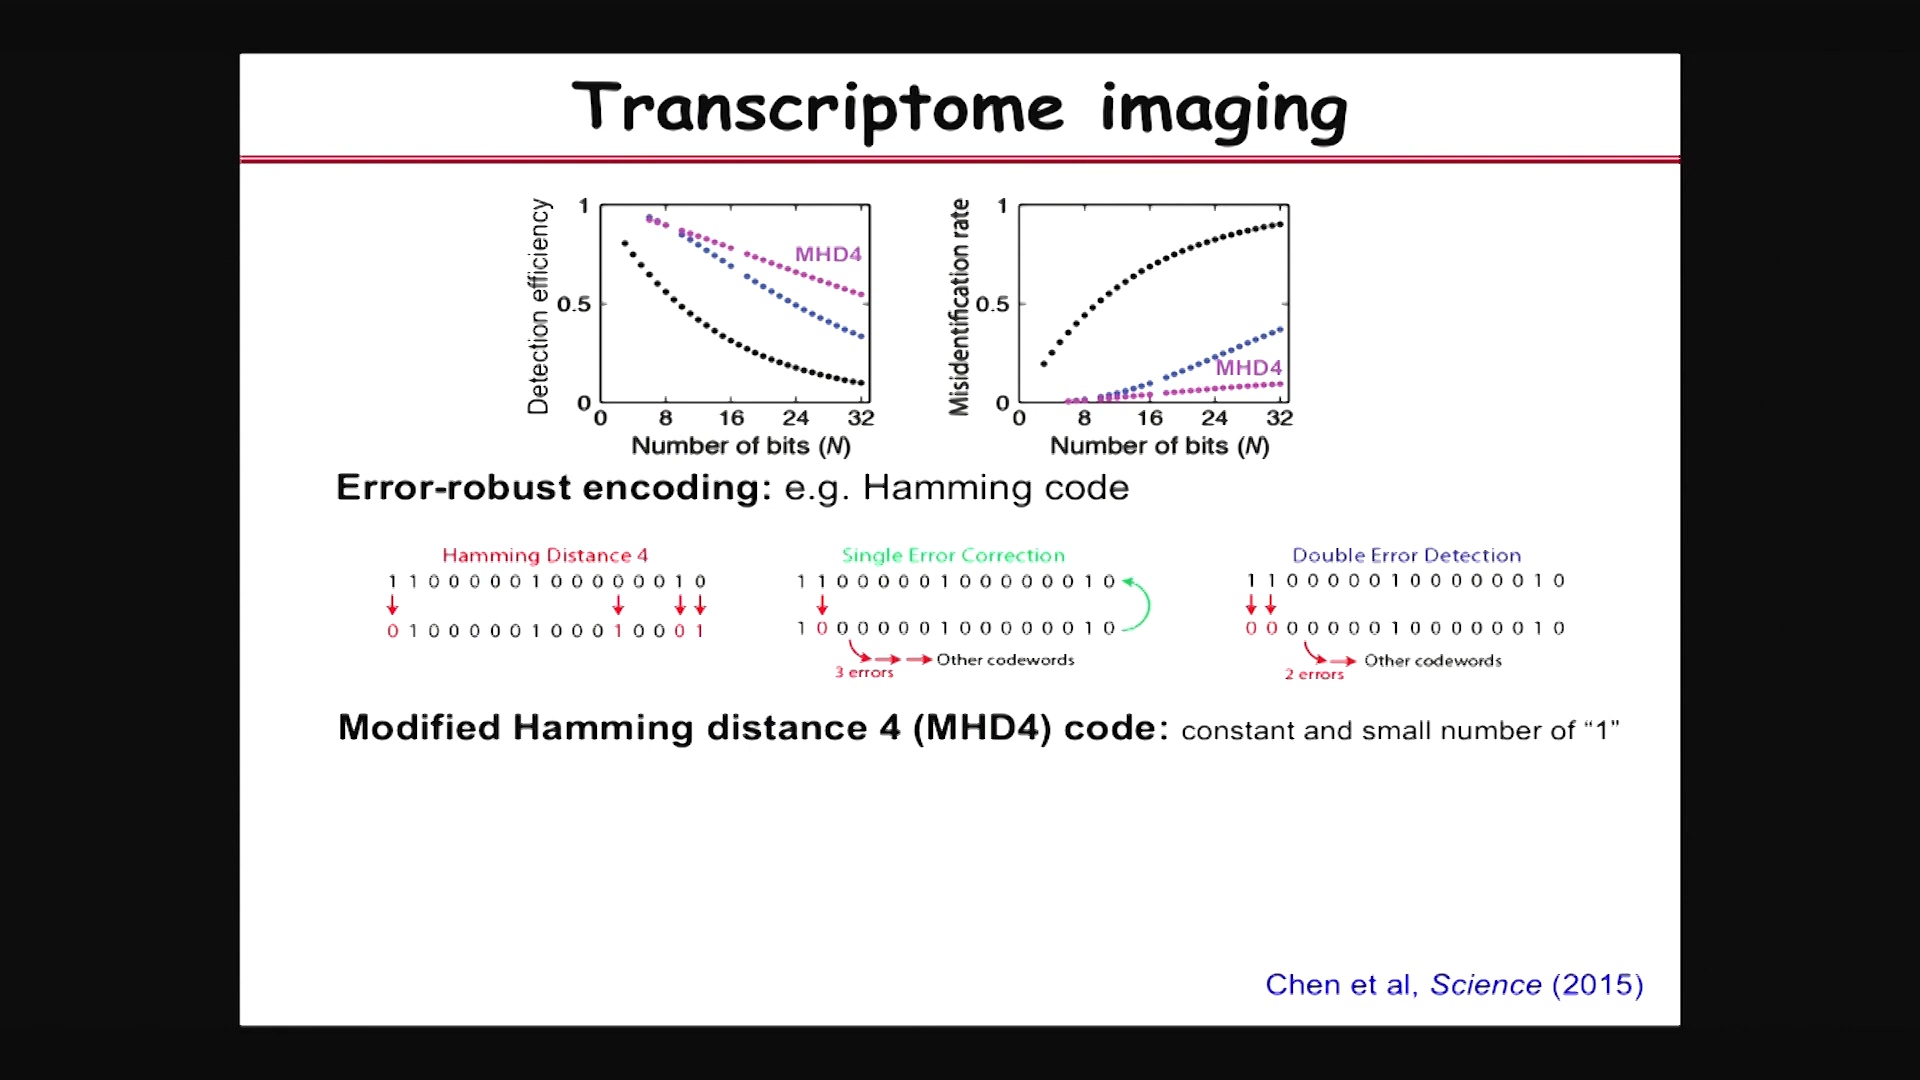 Transcriptome imaging
Detection efficiency
1
0.5
0
MHD4
0 8 16 24 32
Number of bits (N)
Misidentification rate
1
0.5
0
MHD4
0 8 16 24 32
Number of bits (N)
Error-robust encoding: e.g. Hamming code
Hamming Distance 4
1 1 0 0 0 0 0 1 0 0 0 0 0 0 1 0
0 1 0 0 0 0 0 1 0 0 0 1 0 0 0 1
Single Error Correction
1 1 0 0 0 0 0 1 0 0 0 0 0 0 1 0
1 0 0 0 0 0 0 1 0 0 0 0 0 0 1 0
3 errors
Other codewords
Double Error Detection
1 1 0 0 0 0 0 1 0 0 0 0 0 0 1 0
0 0 0 0 0 0 0 1 0 0 0 0 0 0 1 0
2 errors
Other codewords
Modified Hamming distance 4 (MHD4) code: constant and small number of “1”
Chen et al, Science (2015)